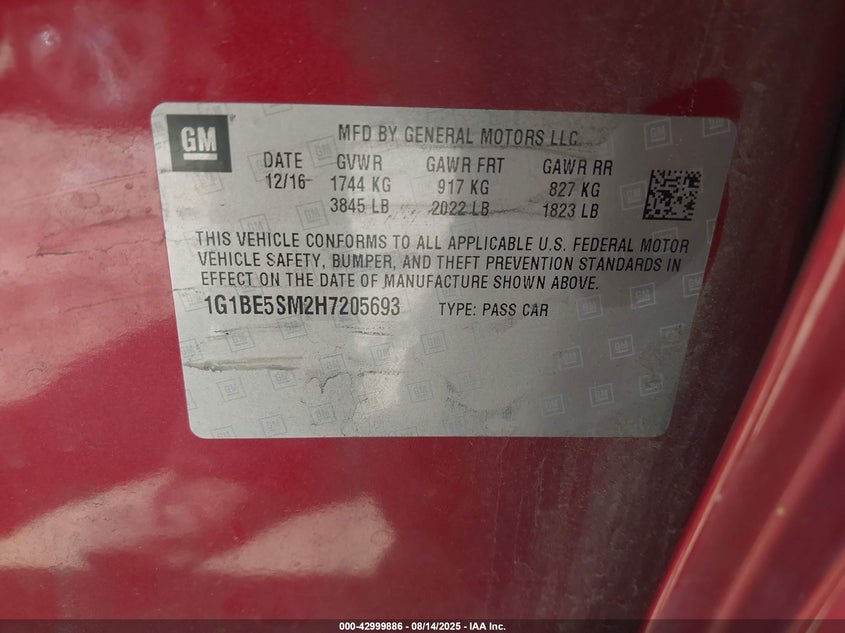 GM
MFD BY GENERAL MOTORS LLC
DATE GVWR GAWR FRT GAWR RR
12/16 1744 KG 917 KG 827 KG
3845 LB 2022 LB 1823 LB
THIS VEHICLE CONFORMS TO ALL APPLICABLE U.S. FEDERAL MOTOR
VEHICLE SAFETY, BUMPER, AND THEFT PREVENTION STANDARDS IN
EFFECT ON THE DATE OF MANUFACTURE SHOWN ABOVE.
1G1BE5SM2H7205693 TYPE: PASS CAR
000-42999886 - 08/14/2025 - IAA Inc.